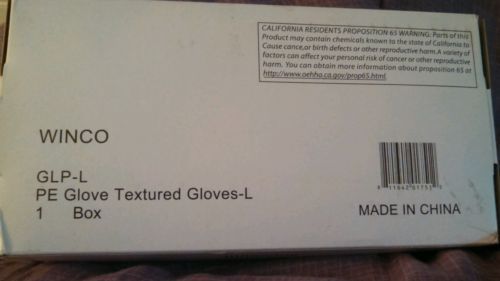 CALIFORNIA RESIDENTS PROPOSITION 65 WARNING: Parts of this
Product may contain chemicals known to the state of California to
Cause cance,or birth defects or other reproductive harm.A variety of
factors can affect your personal risk of cancer or other reproductive
harm. You can obtain more information about proposition 65 at
http://www.oehha.ca.gov/prop65.html.
WINCO
GLP-L
PE Glove Textured Gloves-L
1 Box
MADE IN CHINA